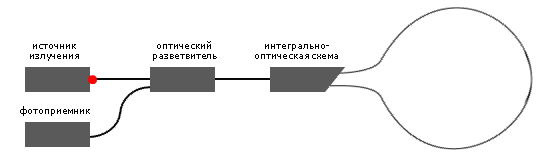 источник
излучения
оптический
разветвитель
интегрально-
оптическая схема
фотоприемник